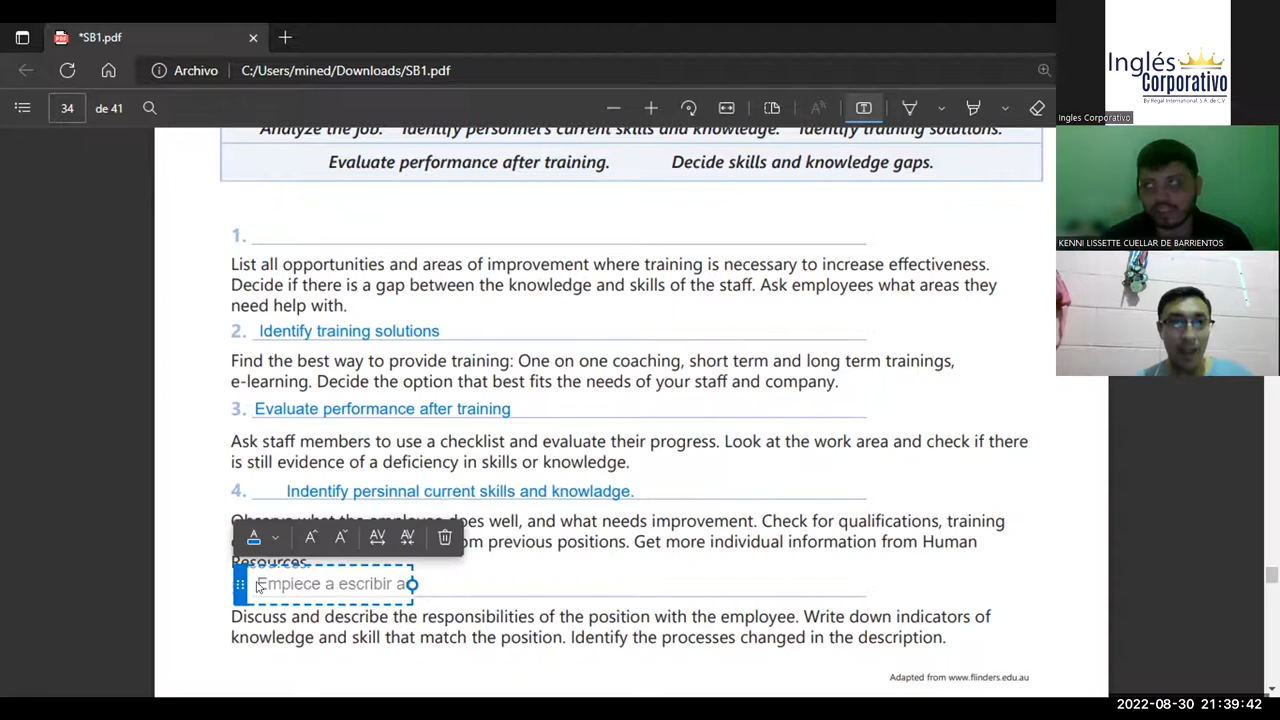 *SB1.pdf
Archivo
C:/Users/mined/Downloads/SB1.pdf
34
de 41
Analyze the job. Identify personnel's current skills and knowledge. Identify training solutions.
Evaluate performance after training. Decide skills and knowledge gaps.
1.
List all opportunities and areas of improvement where training is necessary to increase effectiveness.
Decide if there is a gap between the knowledge and skills of the staff. Ask employees what areas they
need help with.
2. Identify training solutions
Find the best way to provide training: One on one coaching, short term and long term trainings,
e-learning. Decide the option that best fits the needs of your staff and company.
3. Evaluate performance after training
Ask staff members to use a checklist and evaluate their progress. Look at the work area and check if there
is still evidence of a deficiency in skills or knowledge.
4. Indentify persinnal current skills and knowladge.
Observe what the employee does well, and what needs improvement. Check for qualifications, training
from previous positions. Get more individual information from Human
Resources.
Empiece a escribir a
Discuss and describe the responsibilities of the position with the employee. Write down indicators of
knowledge and skill that match the position. Identify the processes changed in the description.
Adapted from www.flinders.edu.au
Inglés
Corporativo
By Regal International, S.A. de C.V
Ingles Corporativo
KENNI LISSETTE CUELLAR DE BARRIENTOS
2022-08-30 21:39:42